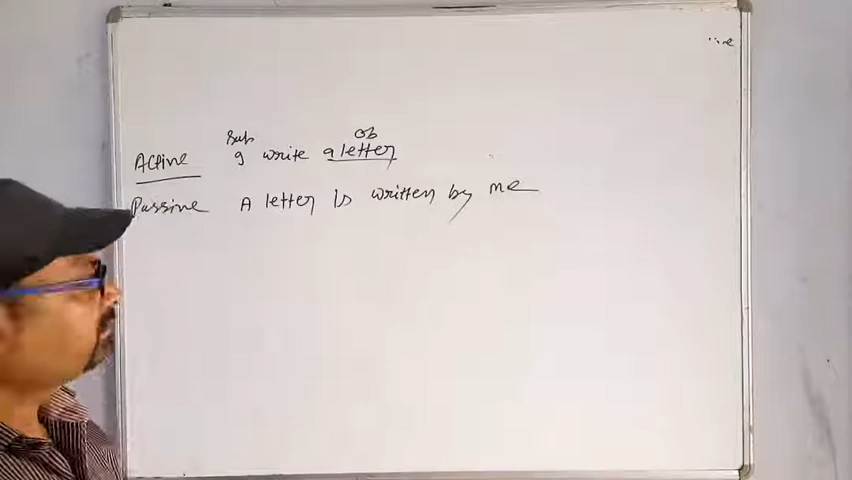 Sub Ob
Active I write a letter
Passive A letter is written by me